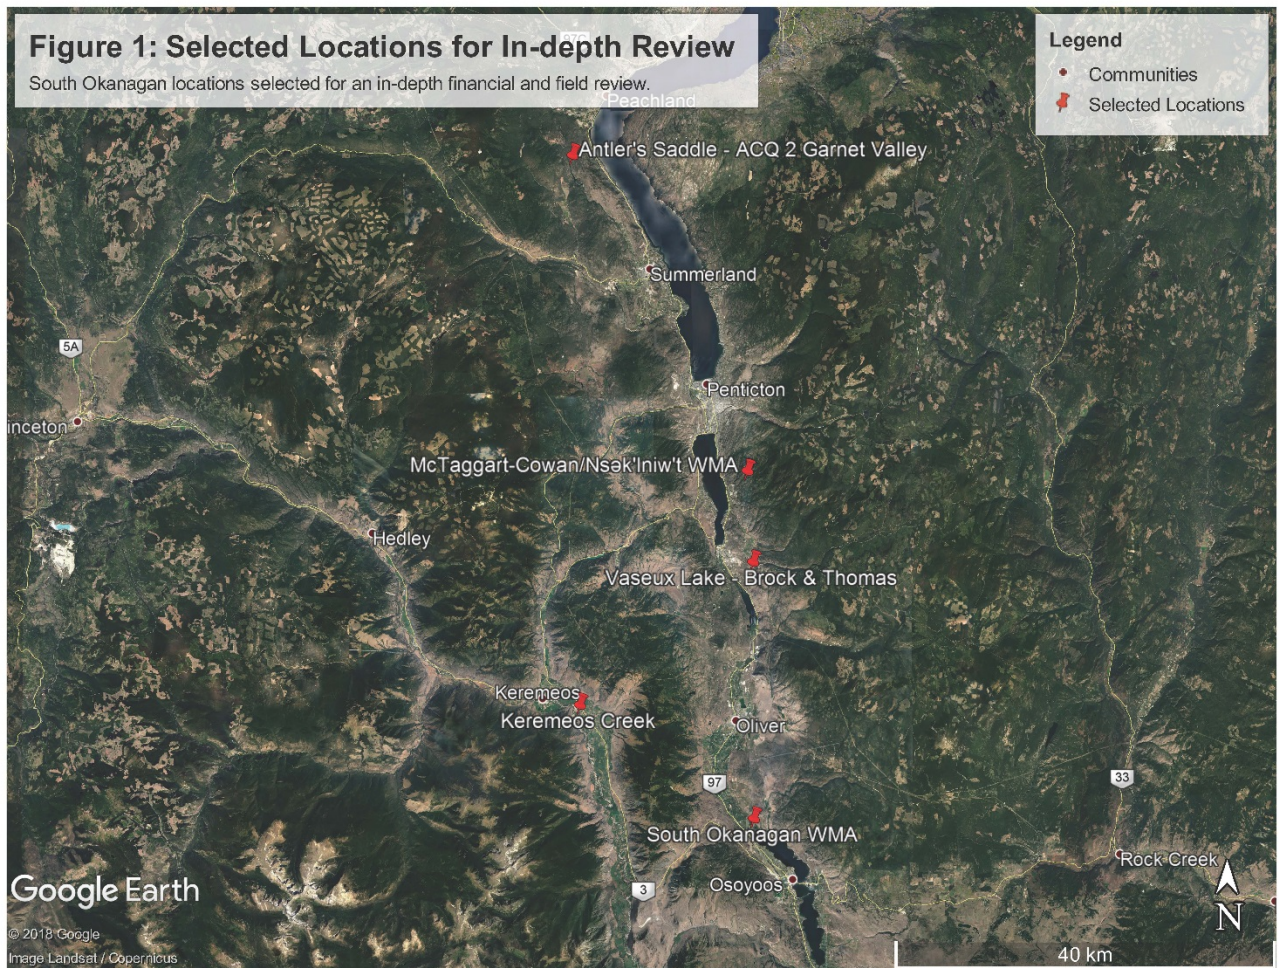 Figure 1: Selected Locations for In-depth Review
South Okanagan locations selected for an in-depth financial and field review.
Legend
Communities
Selected Locations
Peachland
Antler's Saddle - ACQ 2 Garnet Valley
Summerland
5A
Penticton
inceton
McTaggart-Cowan/Nsək'lniw't WMA
Hedley
Vaseux Lake - Brock & Thomas
Keremeos
Keremeos Creek
Oliver
97
33
South Okanagan WMA
Rock Creek
Osoyoos
3
Google Earth
N
© 2018 Google
40 km
Image Landsat / Copernicus